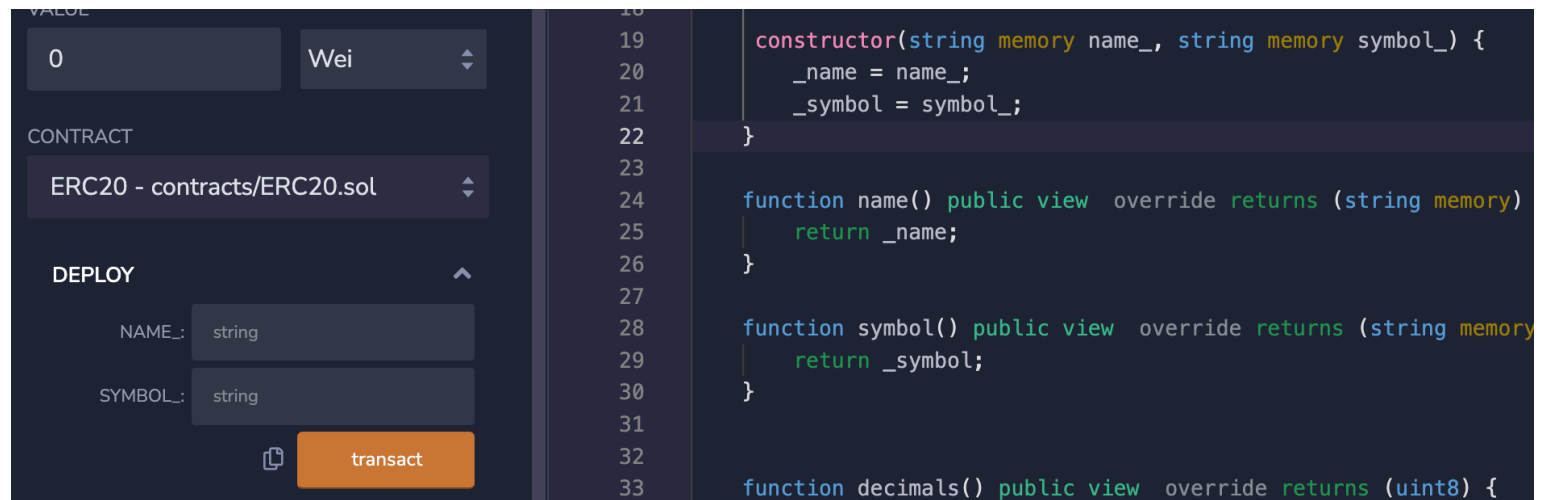 VALUE
0
Wei
CONTRACT
ERC20 - contracts/ERC20.sol
DEPLOY
NAME_: string
SYMBOL_: string
transact
18
19 constructor(string memory name_, string memory symbol_) {
20 _name = name_;
21 _symbol = symbol_;
22 }
23
24 function name() public view  override returns (string memory)
25 return _name;
26 }
27
28 function symbol() public view  override returns (string memory
29 return _symbol;
30 }
31
32
33 function decimals() public view  override returns (uint8) {